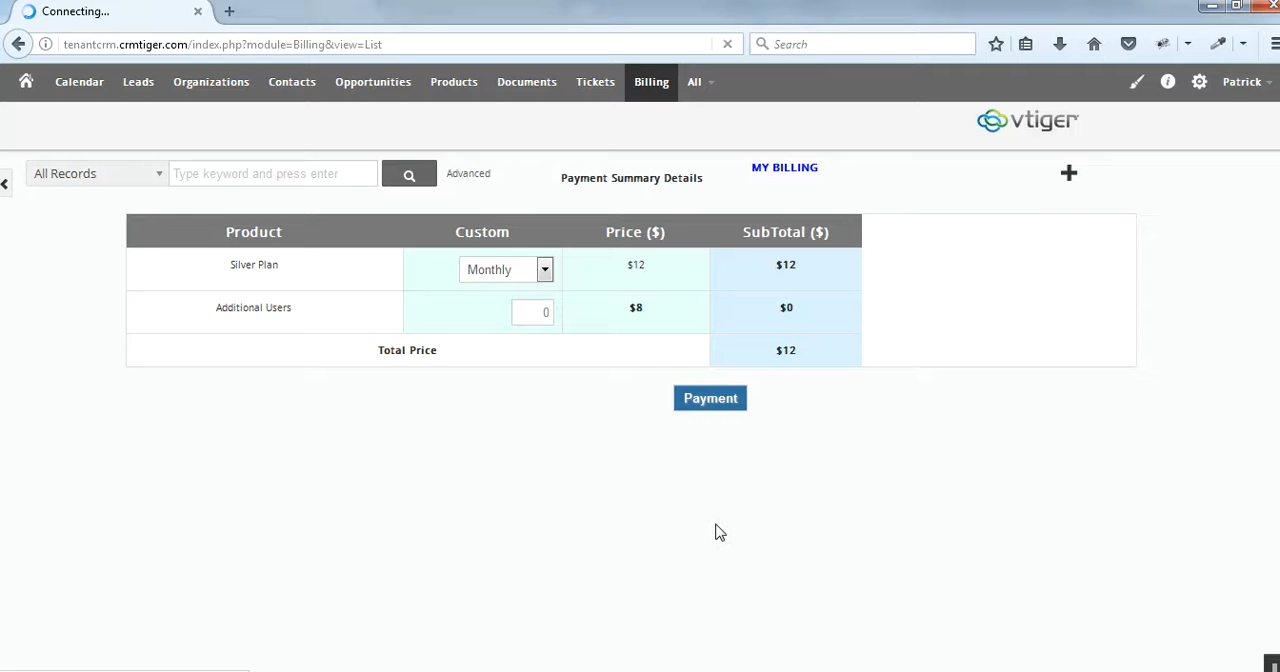 Connecting...
tenantcrm.crmtiger.com/index.php?module=Billing&view=List
Search
Calendar Leads Organizations Contacts Opportunities Products Documents Tickets Billing All Patrick
vtiger
All Records Type keyword and press enter Advanced Payment Summary Details MY BILLING
Product Custom Price ($) SubTotal ($)
Silver Plan Monthly $12 $12
Additional Users 0 $8 $0
Total Price $12
Payment